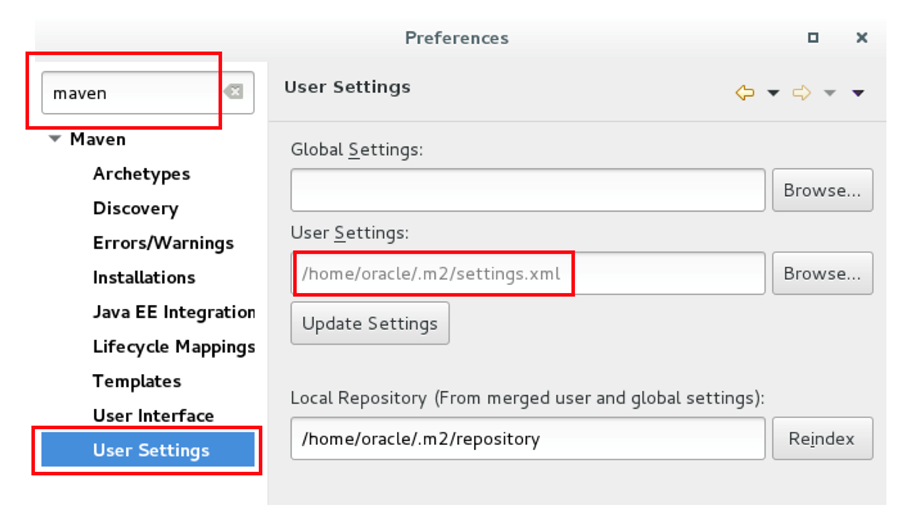 Preferences
maven
User Settings
Maven
Archetypes
Discovery
Errors/Warnings
Installations
Java EE Integration
Lifecycle Mappings
Templates
User Interface
User Settings
Global Settings:
Browse...
User Settings:
/home/oracle/.m2/settings.xml
Browse...
Update Settings
Local Repository (From merged user and global settings):
/home/oracle/.m2/repository
Reindex